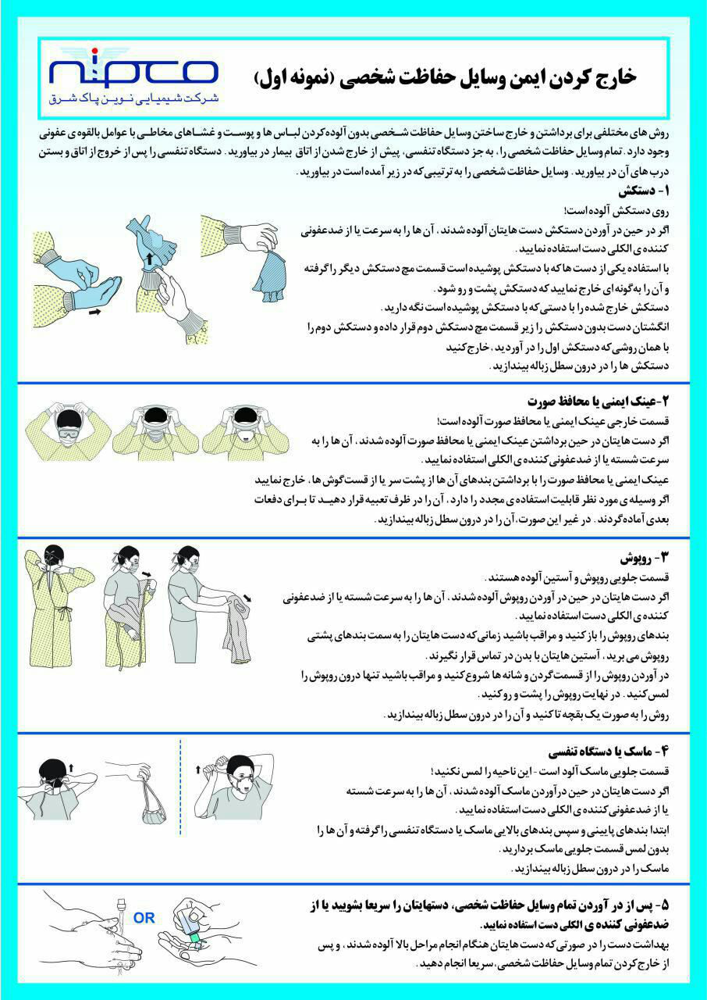 nipco
شرکت شیمیایی نوین پاک شرق
خارج کردن ایمن وسایل حفاظت شخصی (نمونه اول)
روش های مختلفی برای برداشتن و خارج ساختن وسایل حفاظت شخصی بدون آلوده کردن لباس ها و پوست و غشاهای مخاطی با عوامل بالقوه ی عفونی
وجود دارد. تمام وسایل حفاظت شخصی را، به جز دستگاه تنفسی، پیش از خارج شدن از اتاق بیمار در بیاورید. دستگاه تنفسی را پس از خروج از اتاق و بستن
درب های آن در بیاورید. وسایل حفاظت شخصی را به ترتیبی که در زیر آمده است در بیاورید.
۱- دستکش
روی دستکش آلوده است!
اگر در حین در آوردن دستکش دست هایتان آلوده شدند، آن ها را به سرعت یا از ضدعفونی
کننده ی الکلی دست استفاده نمایید.
با استفاده یکی از دست ها که با دستکش پوشیده است قسمت مچ دستکش دیگر را گرفته
و آن را به گونه ای خارج نمایید که دستکش پشت و رو شود.
دستکش خارج شده را با دستی که با دستکش پوشیده است نگه دارید.
انگشتان دست بدون دستکش را زیر قسمت مچ دستکش دوم قرار داده و دستکش دوم را
با همان روشی که دستکش اول را در آوردید، خارج کنید
دستکش ها را در درون سطل زباله بیندازید.
۲-عینک ایمنی یا محافظ صورت
قسمت خارجی عینک ایمنی یا محافظ صورت آلوده است!
اگر دست هایتان در حین برداشتن عینک ایمنی یا محافظ صورت آلوده شدند، آن ها را به
سرعت شسته یا از ضدعفونی کننده ی الکلی استفاده نمایید.
عینک ایمنی یا محافظ صورت را با برداشتن بندهای آن ها از پشت سر یا از قست گوش ها، خارج نمایید
اگر وسیله ی مورد نظر قابلیت استفاده ی مجدد را دارد، آن را در ظرف تعبیه قرار دهید تا برای دفعات
بعدی آماده گردند. در غیر این صورت، آن را در درون سطل زباله بیندازید.
۳- روپوش
قسمت جلویی روپوش و آستین آلوده هستند.
اگر دست هایتان در حین در آوردن روپوش آلوده شدند، آن ها را به سرعت شسته یا از ضدعفونی
کننده ی الکلی دست استفاده نمایید.
بندهای روپوش را باز کنید و مراقب باشید زمانی که دست هایتان را به سمت بندهای پشتی
روپوش می برید، آستین هایتان با بدن در تماس قرار نگیرند.
در آوردن روپوش را از قسمت گردن و شانه ها شروع کنید و مراقب باشید تنها درون روپوش را
لمس کنید. در نهایت روپوش را پشت و رو کنید.
روش را به صورت یک بقچه تا کنید و آن را در درون سطل زباله بیندازید.
۴- ماسک یا دستگاه تنفسی
قسمت جلویی ماسک آلود است - این ناحیه را لمس نکنید!
اگر دست هایتان در حین درآوردن ماسک آلوده شدند، آن ها را به سرعت شسته
یا از ضدعفونی کننده ی الکلی دست استفاده نمایید.
ابتدا بندهای پایینی و سپس بندهای بالایی ماسک یا دستگاه تنفسی را گرفته و آن ها را
بدون لمس قسمت جلویی ماسک بردارید.
ماسک را در درون سطل زباله بیندازید.
۵- پس از در آوردن تمام وسایل حفاظت شخصی، دستهایتان را سریعا بشویید یا از
ضدعفونی کننده ی الکلی دست استفاده نمایید.
بهداشت دست را در صورتی که دست هایتان هنگام انجام مراحل بالا آلوده شدند، و پس
از خارج کردن تمام وسایل حفاظت شخصی، سریعا انجام دهید.
OR